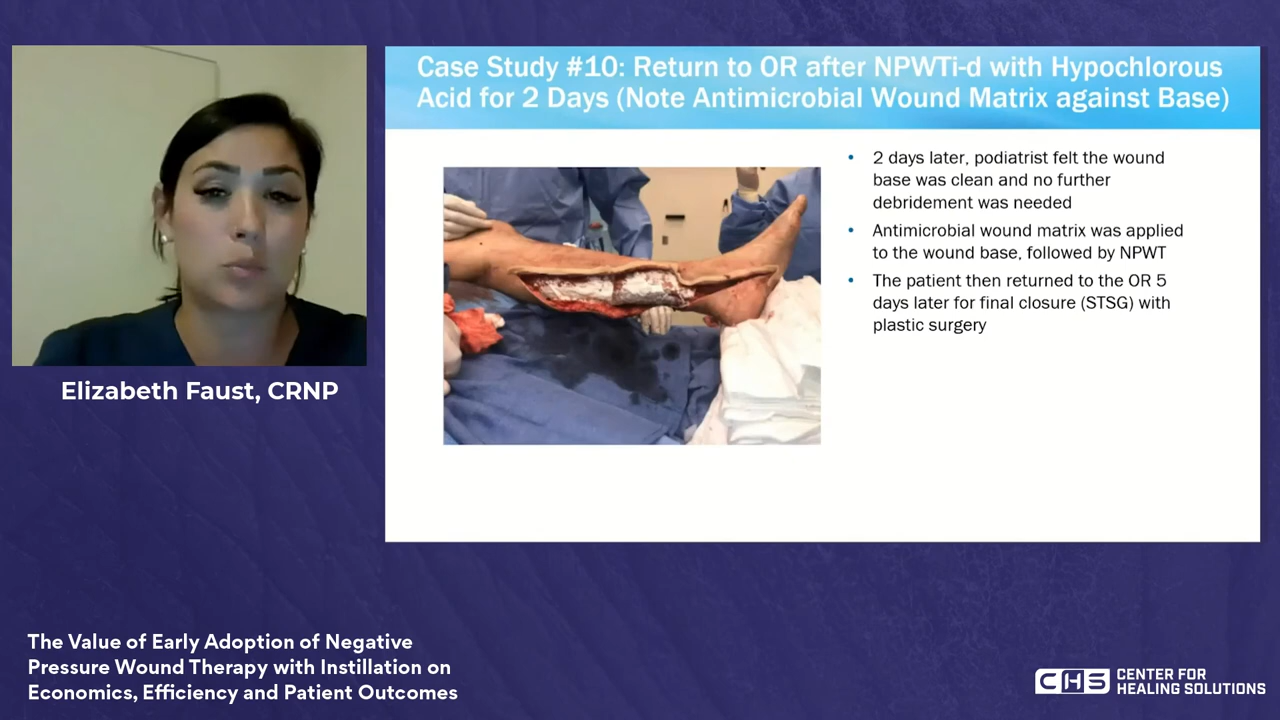 Case Study #10: Return to OR after NPWTi-d with Hypochlorous
Acid for 2 Days (Note Antimicrobial Wound Matrix against Base)
• 2 days later, podiatrist felt the wound
base was clean and no further
debridement was needed
• Antimicrobial wound matrix was applied
to the wound base, followed by NPWT
• The patient then returned to the OR 5
days later for final closure (STSG) with
plastic surgery
Elizabeth Faust, CRNP
The Value of Early Adoption of Negative
Pressure Wound Therapy with Instillation on
Economics, Efficiency and Patient Outcomes
CHS
CENTER FOR
HEALING SOLUTIONS